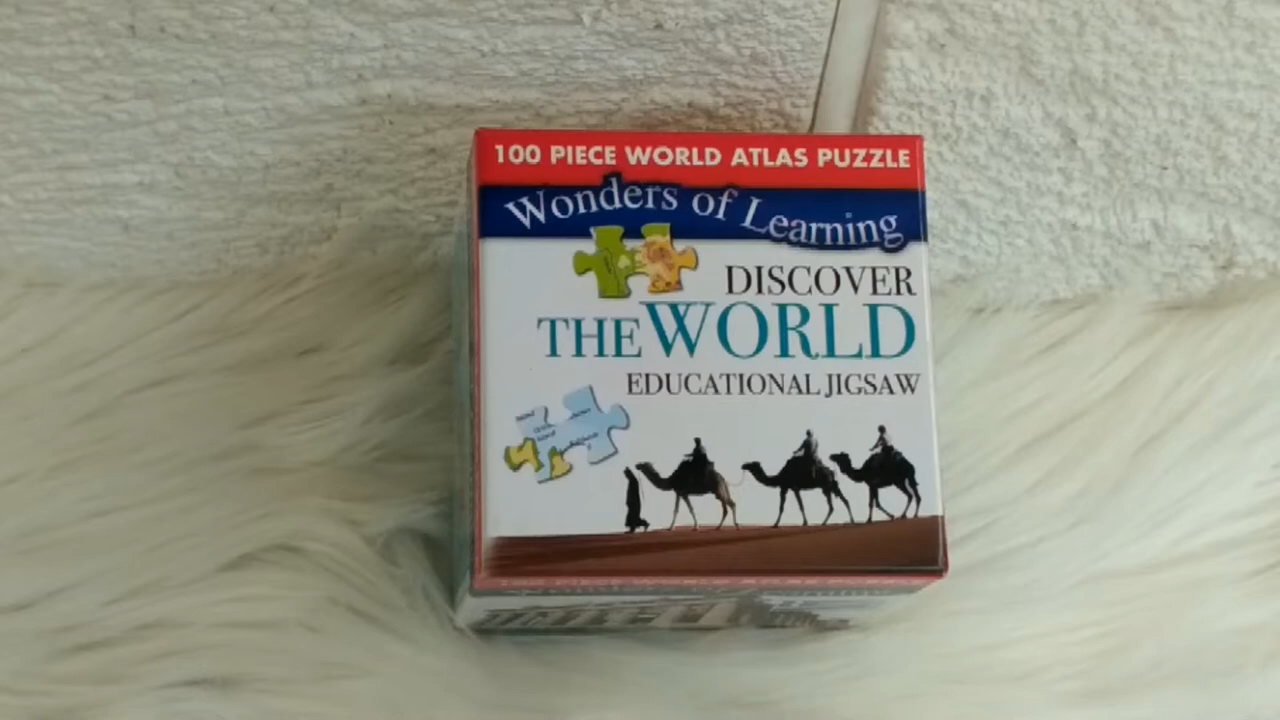 100 PIECE WORLD ATLAS PUZZLE
Wonders of Learning
DISCOVER
THE WORLD
EDUCATIONAL JIGSAW